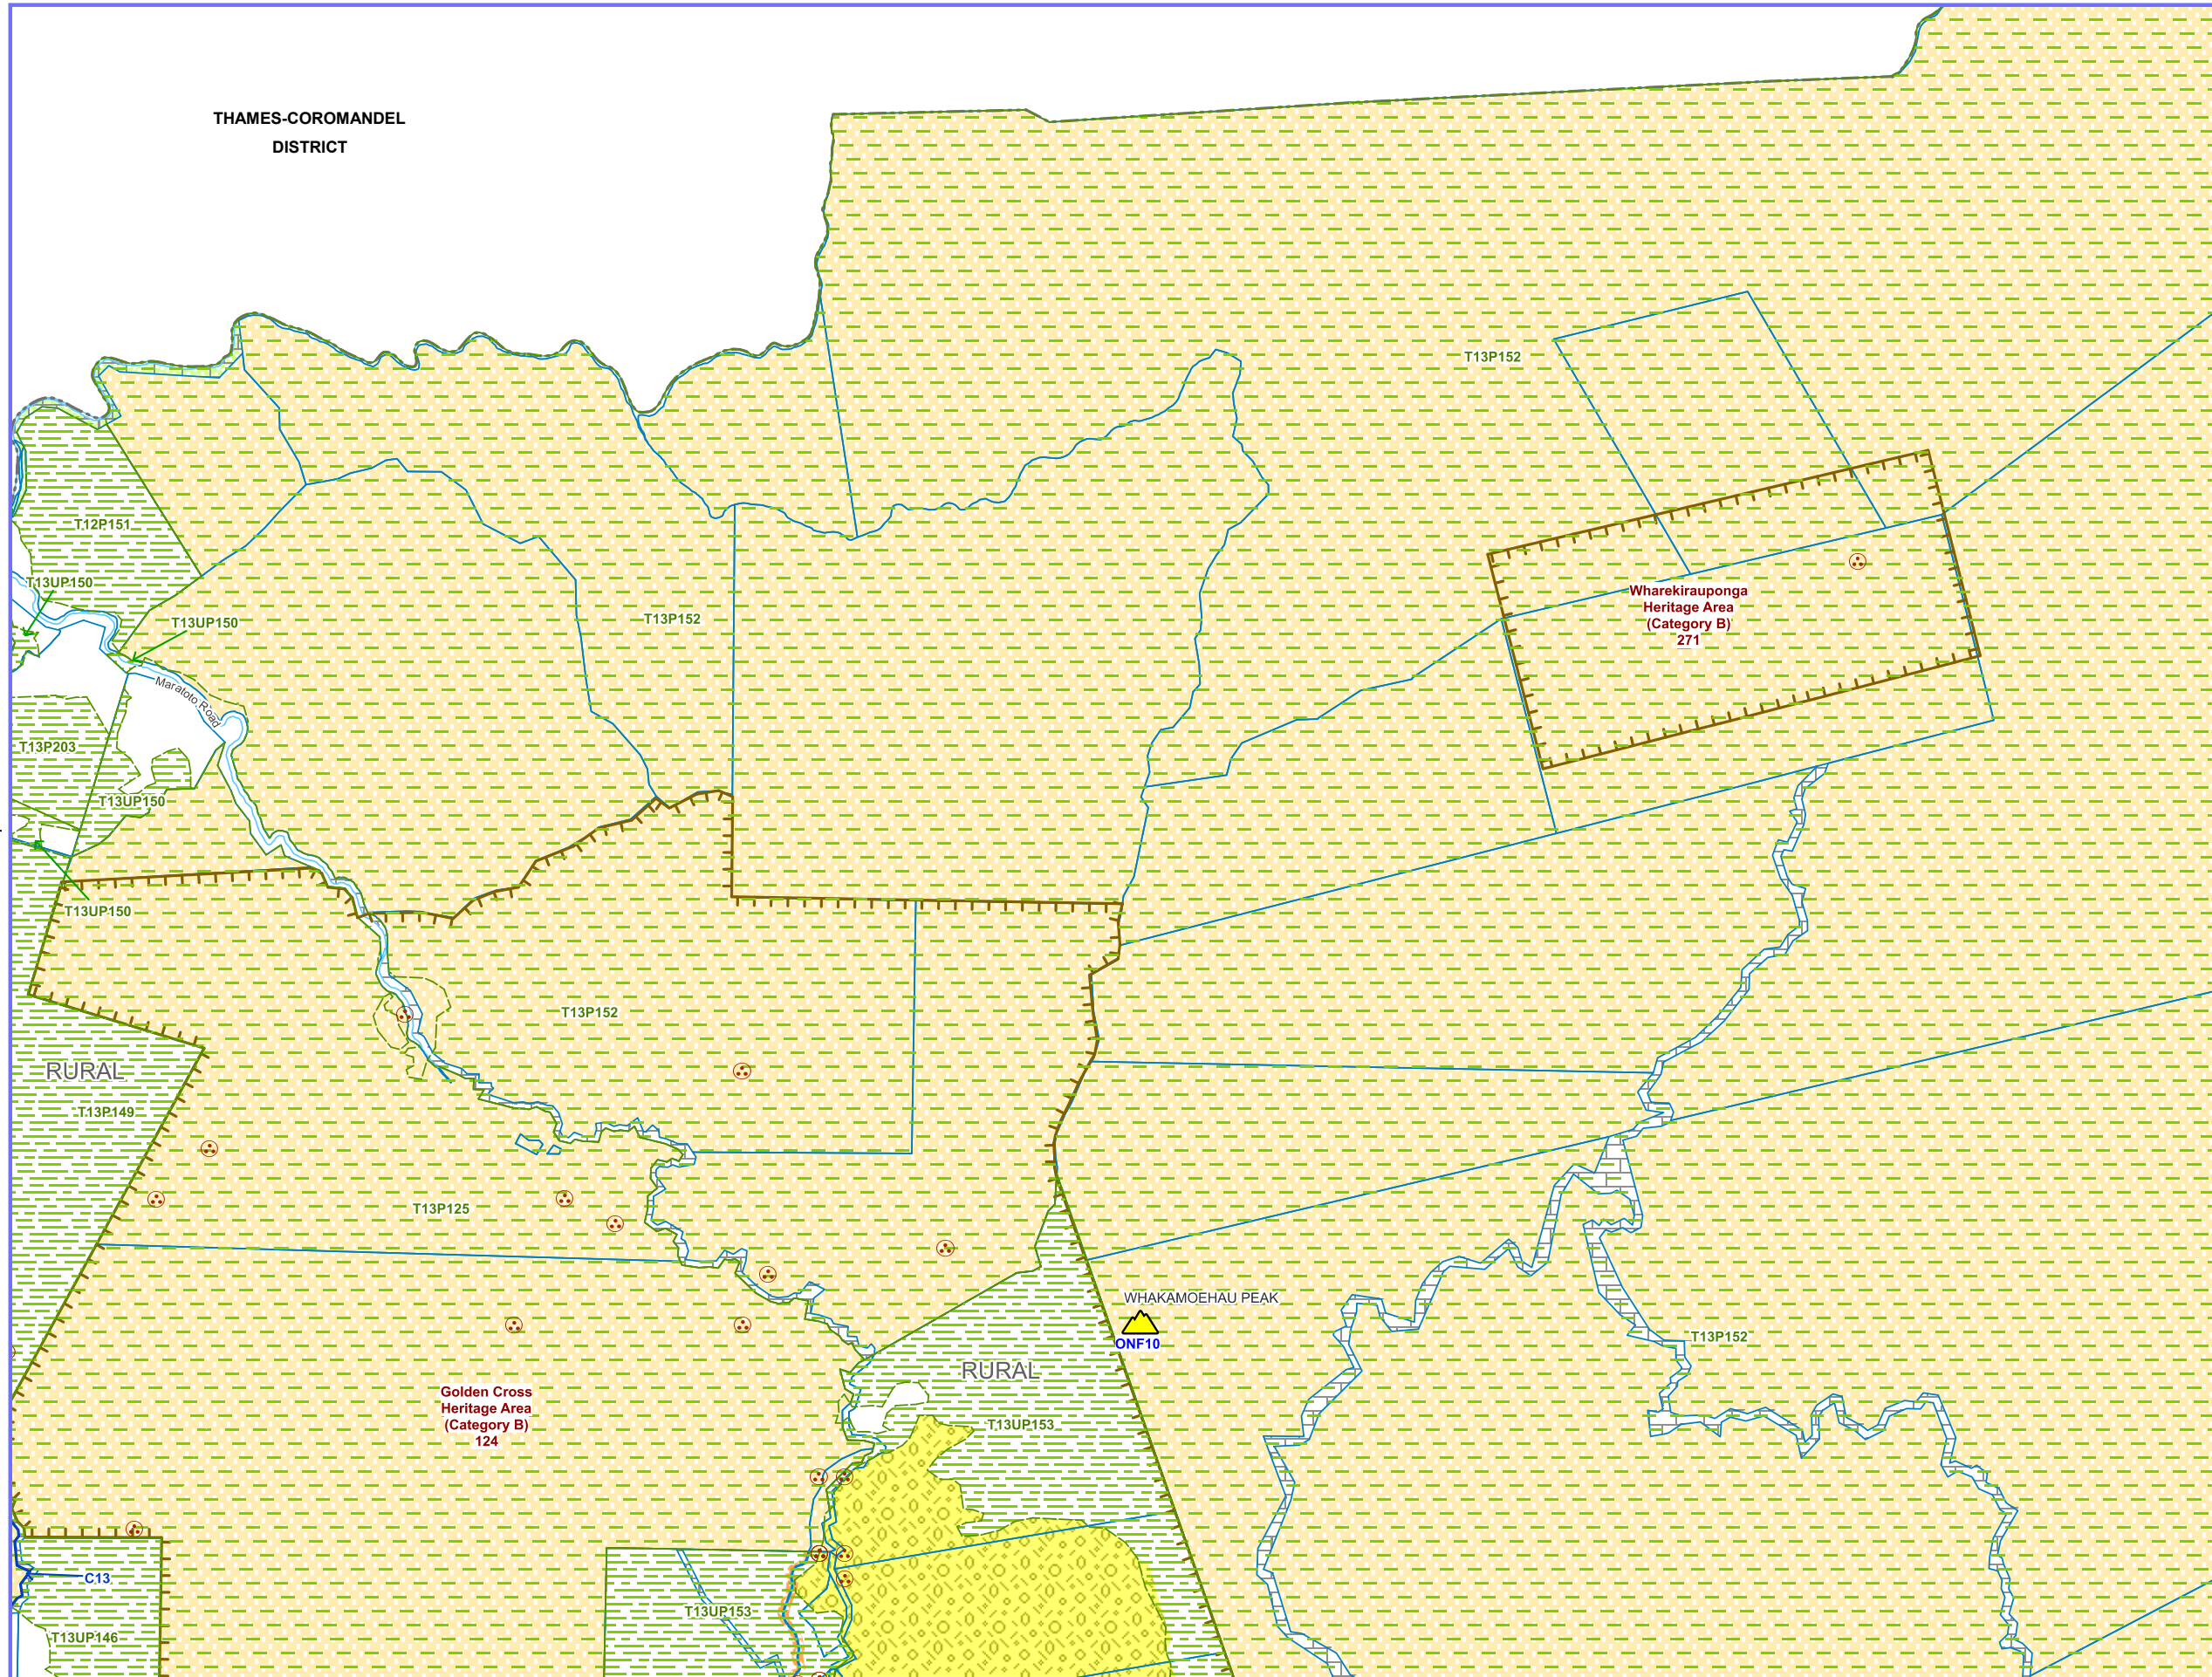 THAMES-COROMANDEL
DISTRICT
T13P152
T12P151
T13UP150
Wharekirauponga
Heritage Area
(Category B)
271
T13P152
T13UP150
Maratoto Road
T13P203
T13UP150
T13UP150
T13P152
RURAL
T13P149
T13P125
WHAKAMOEHAU PEAK
ONF10
T13P152
RURAL
Golden Cross
Heritage Area
(Category B)
124
T13UP153
C13
T13UP153
T13UP146